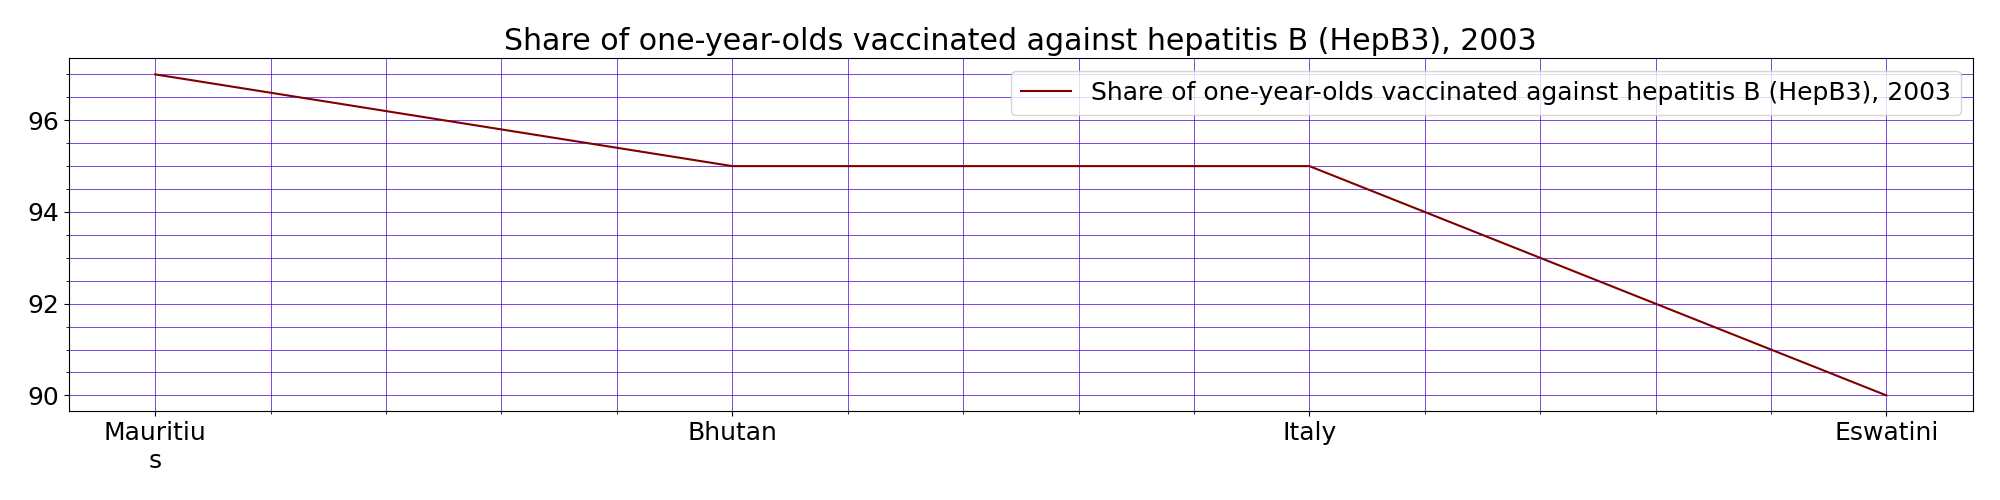 Share of one-year-olds vaccinated against hepatitis B (HepB3), 2003
Share of one-year-olds vaccinated against hepatitis B (HepB3), 2003
96
94
92
90
Mauritiu
s
Bhutan
Italy
Eswatini